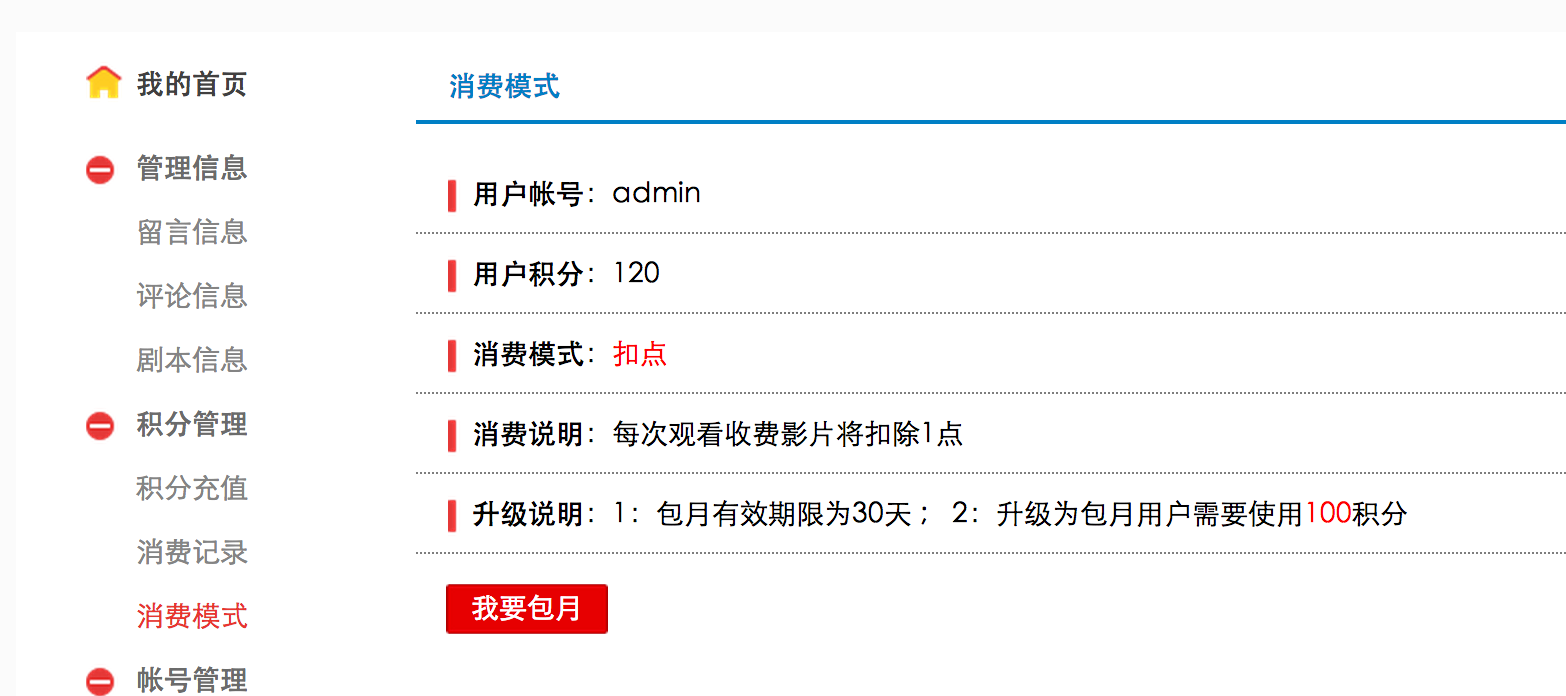 我的首页
管理信息
留言信息
评论信息
剧本信息
积分管理
积分充值
消费记录
消费模式
帐号管理
消费模式
用户帐号：admin
用户积分：120
消费模式：扣点
消费说明：每次观看收费影片将扣除1点
升级说明：1：包月有效期限为30天； 2：升级为包月用户需要使用100积分
我要包月